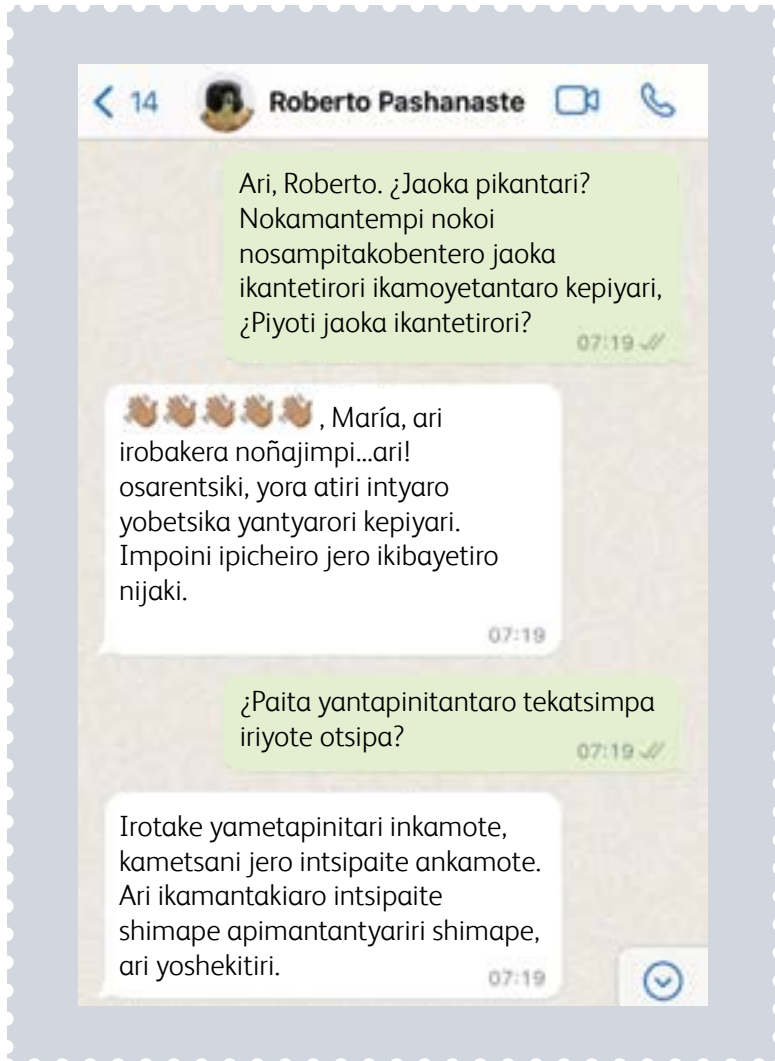 14 Roberto Pashanaste
Ari, Roberto. ¿Jaoka pikantari?
Nokamantempi nokoi
nosampitakobentero jaoka
ikantetirori ikamoyetantaro kepiyari,
¿Piyoti jaoka ikantetirori?
07:19
👋🏽👋🏽👋🏽👋🏽👋🏽, María, ari
irobakera noñajimpi...ari!
osarentsiki, yora atiri intyaro
yobetsika yantyarori kepiyari.
Impoini ipicheiro jero ikibayetiro
nijaki.
07:19
¿Paita yantapinitantaro tekatsimpa
iriyote otsipa?
07:19
Irotake yametapinitari inkamote,
kametsani jero intsipaite ankamote.
Ari ikamantakiaro intsipaite
shimape apimantantyariri shimape,
ari yoshekitiri.
07:19